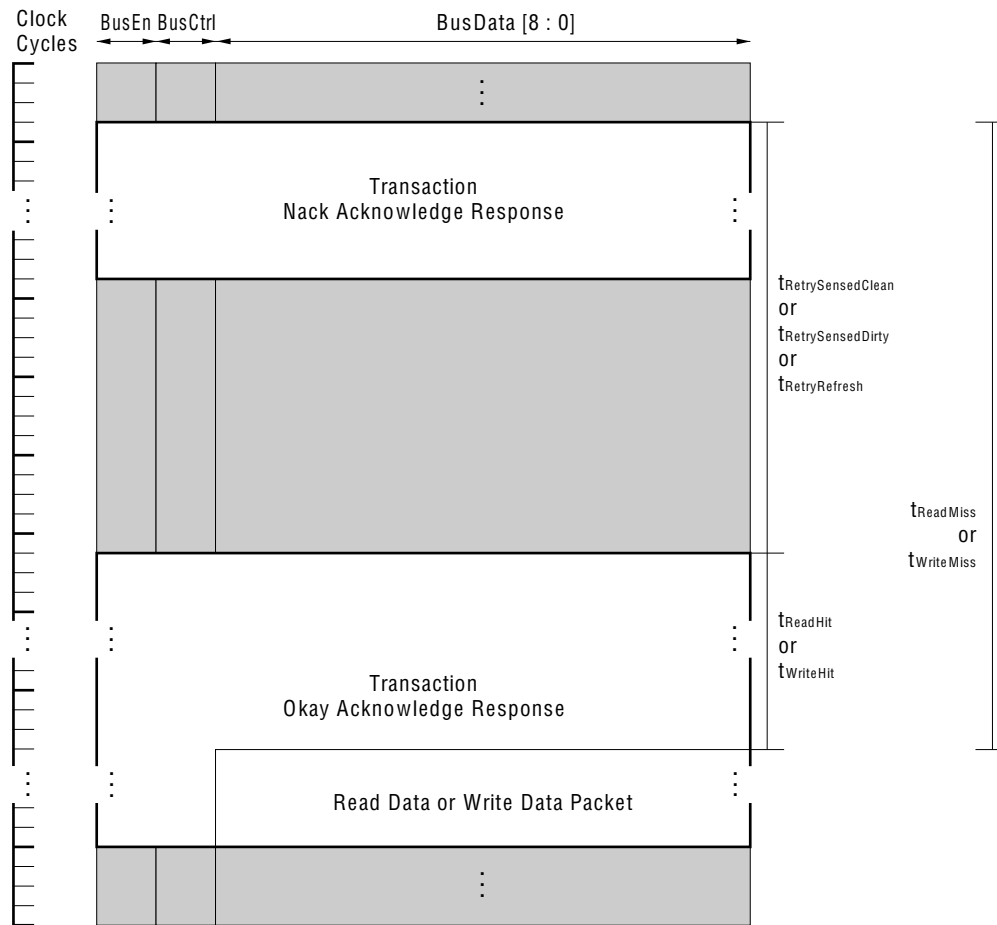 Clock
Cycles
BusEn BusCtrl BusData [8 : 0]
Transaction
Nack Acknowledge Response
tRetrySensedClean
or
tRetrySensedDirty
or
tRetryRefresh
tReadMiss
or
tWriteMiss
tReadHit
or
tWriteHit
Transaction
Okay Acknowledge Response
Read Data or Write Data Packet